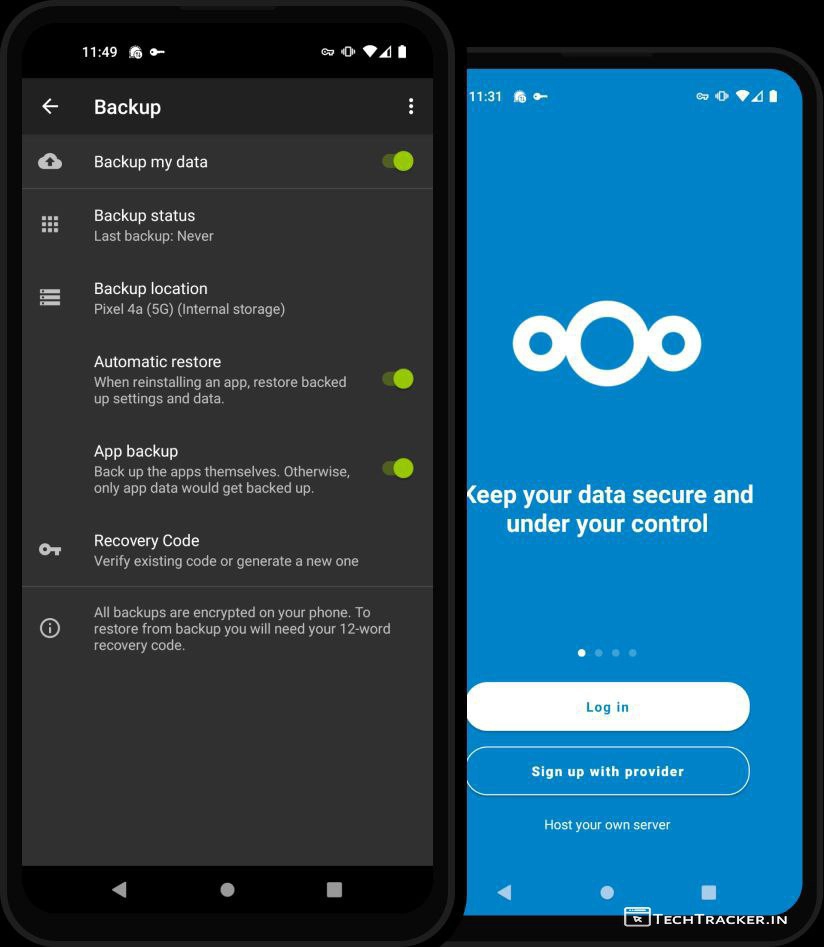 11:49
Backup
Backup my data
Backup status
Last backup: Never
Backup location
Pixel 4a (5G) (Internal storage)
Automatic restore
When reinstalling an app, restore backed
up settings and data.
App backup
Back up the apps themselves. Otherwise,
only app data would get backed up.
Recovery Code
Verify existing code or generate a new one
All backups are encrypted on your phone. To
restore from backup you will need your 12-word
recovery code.
11:31
Keep your data secure and
under your control
Log in
Sign up with provider
Host your own server
TECHTRACKER.IN